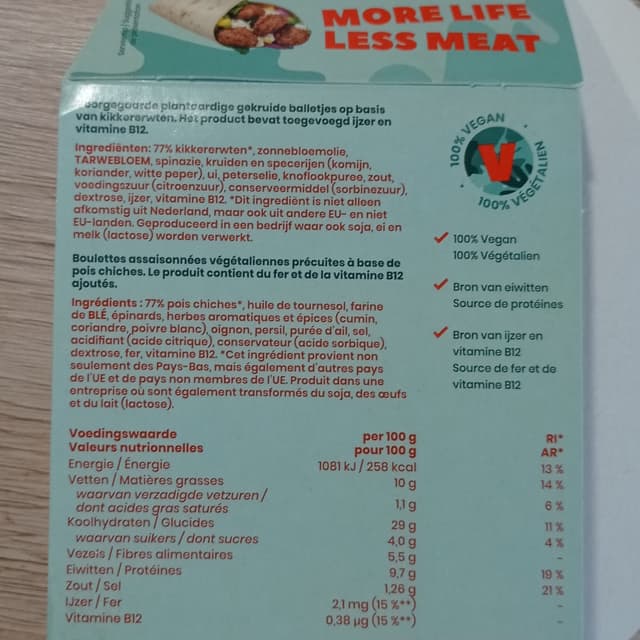 MORE LIFE
LESS MEAT
plantaardige gekruide balletjes op basis
van kikkererwten. Het product bevat toegevoegd ijzer en
vitamine B12.
Ingrediënten: 77% kikkererwten*, zonnebloemolie,
TARWEBLOEM, spinazie, kruiden en specerijen (komijn,
koriander, witte peper), ui, peterselie, knoflookpuree, zout,
voedingszuur (citroenzuur), conserveermiddel (sorbinezuur),
dextrose, ijzer, vitamine B12. *Dit ingrediënt is niet alleen
afkomstig uit Nederland, maar ook uit andere EU- en niet
EU-landen. Geproduceerd in een bedrijf waar ook soja, ei en
melk (lactose) worden verwerkt.
Boulettes assaisonnées végétaliennes précuites à base de
pois chiches. Le produit contient du fer et de la vitamine B12
ajoutés.
Ingrédients : 77% pois chiches*, huile de tournesol, farine
de BLÉ, épinards, herbes aromatiques et épices (cumin,
coriandre, poivre blanc), oignon, persil, purée d'ail, sel,
acidifiant (acide citrique), conservateur (acide sorbique),
dextrose, fer, vitamine B12. *Cet ingrédient provient non
seulement des Pays-Bas, mais également d'autres pays
de l'UE et de pays non membres de l'UE. Produit dans une
entreprise où sont également transformés du soja, des œufs
et du lait (lactose).
100% VEGAN
V
100% VÉGÉTALIEN
100% Vegan
100% Végétalien
Bron van eiwitten
Source de protéines
Bron van ijzer en
vitamine B12
Source de fer et de
vitamine B12
Voedingswaarde per 100 g RI*
Valeurs nutritionnelles pour 100 g AR*
Energie / Énergie 1081 kJ / 258 kcal 13 %
Vetten / Matières grasses 10 g 14 %
waarvan verzadigde vetzuren /
dont acides gras saturés 1,1 g 6 %
Koolhydraten / Glucides 29 g 11 %
waarvan suikers / dont sucres 4,0 g 4 %
Vezels / Fibres alimentaires 5,5 g -
Eiwitten / Protéines 9,7 g 19 %
Zout / Sel 1,26 g 21 %
IJzer / Fer 2,1 mg (15 %**) -
Vitamine B12 0,38 µg (15 %**) -